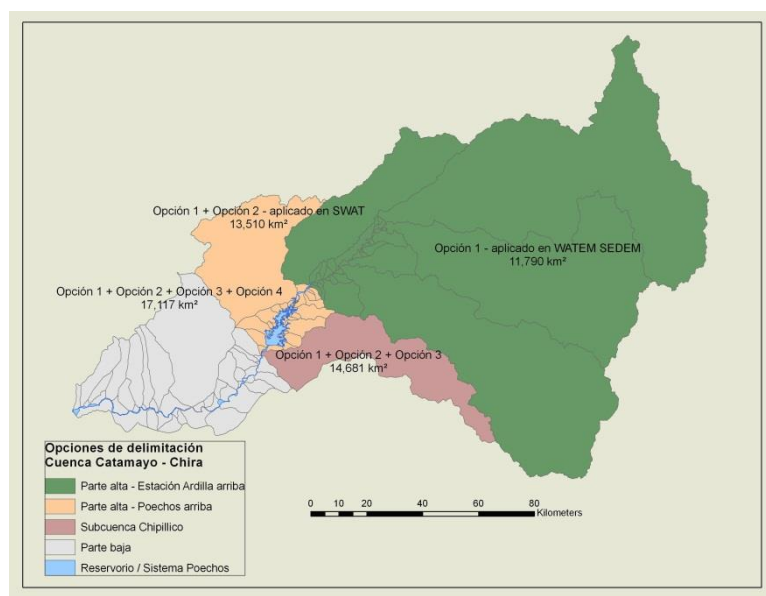 Opción 1 + Opción 2 - aplicado en SWAT
13,510 km²
Opción 1 - aplicado en WATEM SEDEM
11,790 km²
Opción 1 + Opción 2 + Opción 3 + Opción 4
17,117 km²
Opción 1 + Opción 2 + Opción 3
14,681 km²
Opciones de delimitación
Cuenca Catamayo - Chira
Parte alta - Estación Ardilla arriba
Parte alta - Poechos arriba
Subcuenca Chipillico
Parte baja
Reservorio / Sistema Poechos
0 10 20 40 60 80
Kilometers